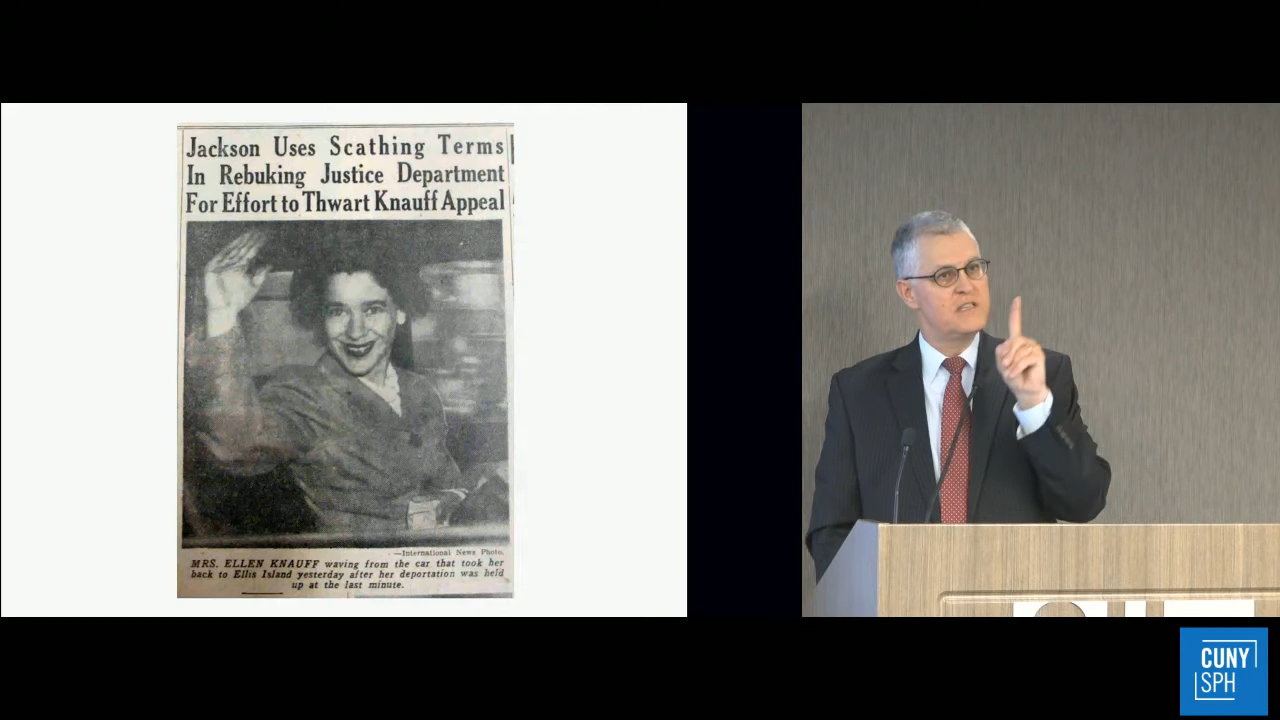 Jackson Uses Scathing Terms
In Rebuking Justice Department
For Effort to Thwart Knauff Appeal
—International News Photo.
MRS. ELLEN KNAUFF waving from the car that took her
back to Ellis Island yesterday after her deportation was held
up at the last minute.
CUNY
SPH